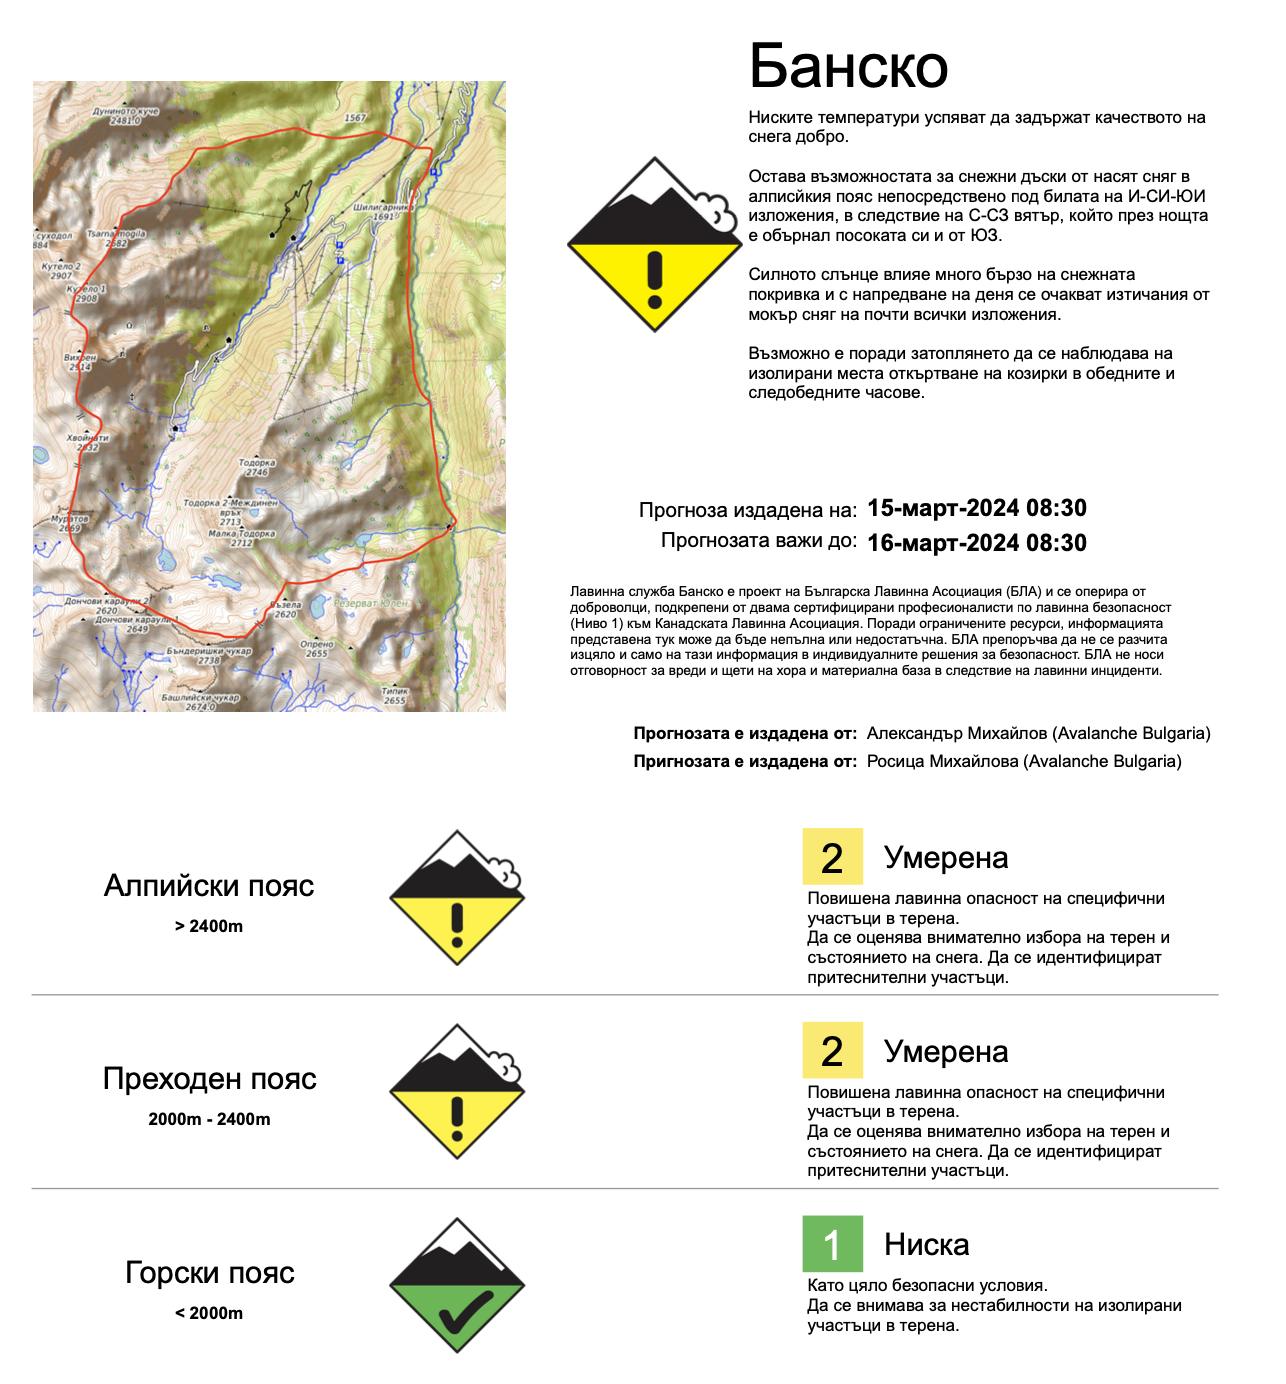 Банско
Ниските температури успяват да задържат качеството на
снега добро.
Остава възможностата за снежни дъски от насят сняг в
алписйкия пояс непосредствено под билата на И-СИ-ЮИ
изложения, в следствие на С-СЗ вятър, който през нощта
е обърнал посоката си и от ЮЗ.
Силното слънце влияе много бързо на снежната
покривка и с напредване на деня се очакват изтичания от
мокър сняг на почти всички изложения.
Възможно е поради затоплянето да се наблюдава на
изолирани места откъртване на козирки в обедните и
следобедните часове.
Прогноза издадена на: 15-март-2024 08:30
Прогнозата важи до: 16-март-2024 08:30
Лавинна служба Банско е проект на Българска Лавинна Асоциация (БЛА) и се оперира от
доброволци, подкрепени от двама сертифицирани професионалисти по лавинна безопасност
(Ниво 1) към Канадската Лавинна Асоциация. Поради ограничените ресурси, информацията
представена тук може да бъде непълна или недостатъчна. БЛА препоръчва да не се разчита
изцяло и само на тази информация в индивидуалните решения за безопасност. БЛА не носи
отговорност за вреди и щети на хора и материална база в следствие на лавинни инциденти.
Прогнозата е издадена от: Александър Михайлов (Avalanche Bulgaria)
Пригнозата е издадена от: Росица Михайлова (Avalanche Bulgaria)
Дуниното куче
2481.0
1567
Шилигарника
1691
суходол
884
Tsarna mogila
2682
Кутело 2
2907
Кутело 1
2908
Вихрен
2914
Хвойнати
2632
Тодорка
2746
Тодорка 2-Междинен
връх
2713
Малка Тодорка
2712
Муратов
2669
Дончови караули 2
2620
Дончови караули 1
2649
Бъндеришки чукар
2738
Башлийски чукар
2674.0
Къзела
2620
Резерват Юлен
Опрено
2655
Типик
2655
Алпийски пояс
> 2400m
2 Умерена
Повишена лавинна опасност на специфични
участъци в терена.
Да се оценява внимателно избора на терен и
състоянието на снега. Да се идентифицират
притеснителни участъци.
Преходен пояс
2000m - 2400m
2 Умерена
Повишена лавинна опасност на специфични
участъци в терена.
Да се оценява внимателно избора на терен и
състоянието на снега. Да се идентифицират
притеснителни участъци.
Горски пояс
< 2000m
1 Ниска
Като цяло безопасни условия.
Да се внимава за нестабилности на изолирани
участъци в терена.